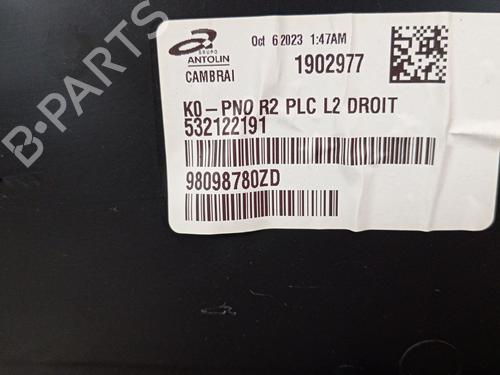 GRUPO
ANTOLIN
CAMBRAI
Oct 6 2023 1:47AM
1902977
K0-PNO R2 PLC L2 DROIT
532122191
98098780ZD
B-PARTS